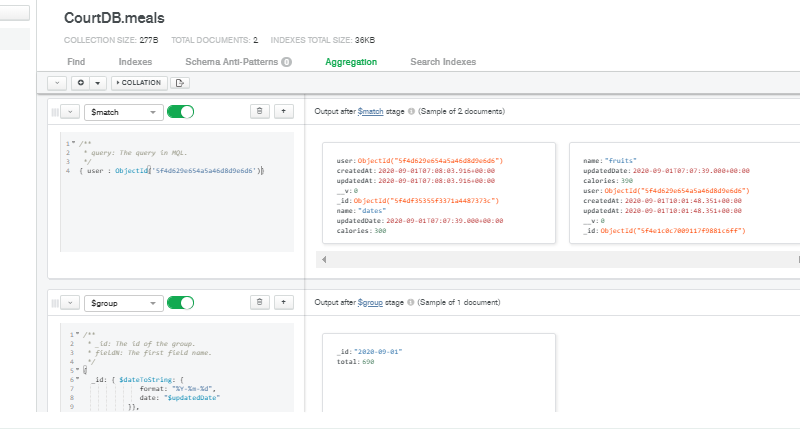 CourtDB.meals
COLLECTION SIZE: 277B TOTAL DOCUMENTS: 2 INDEXES TOTAL SIZE: 36KB
Find Indexes Schema Anti-Patterns 0 Aggregation Search Indexes
COLLATION
$match
Output after $match stage (Sample of 2 documents)
1 /**
2 * query: The query in MQL.
3 */
4 { user : ObjectId('5f4d629e654a5a46d8d9e6d6')}
user: ObjectId("5f4d629e654a5a46d8d9e6d6")
createdAt: 2020-09-01T07:08:03.916+00:00
updatedAt: 2020-09-01T07:08:03.916+00:00
__v: 0
_id: ObjectId("5f4df35355f3371a4487373c")
name: "dates"
updatedDate: 2020-09-01T07:07:39.000+00:00
calories: 300
name: "fruits"
updatedDate: 2020-09-01T07:07:39.000+00:00
calories: 390
user: ObjectId("5f4d629e654a5a46d8d9e6d6")
createdAt: 2020-09-01T10:01:48.351+00:00
updatedAt: 2020-09-01T10:01:48.351+00:00
__v: 0
_id: ObjectId("5f4e1c0c7009117f9881c6ff")
$group
Output after $group stage (Sample of 1 document)
1 /**
2 * _id: The id of the group.
3 * fieldN: The first field name.
4 */
5 {
6 _id: { $dateToString: {
7 format: "%Y-%m-%d",
8 date: "$updatedDate"
9 }},
_id: "2020-09-01"
total: 690